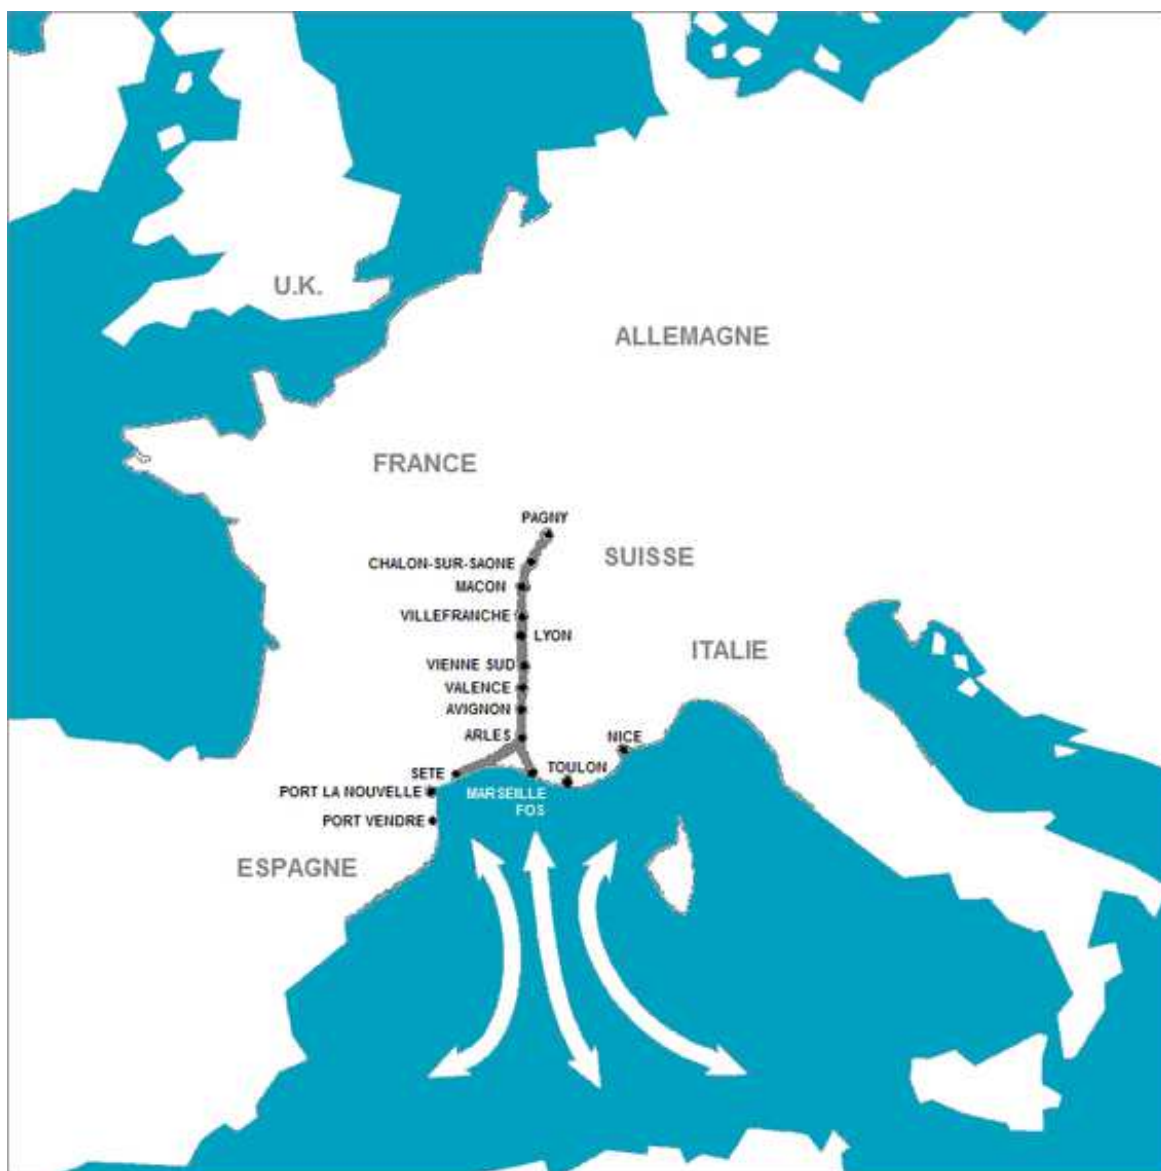 U.K.
ALLEMAGNE
FRANCE
PAGNY
SUISSE
CHALON-SUR-SAONE
MACON
VILLEFRANCHE
LYON
ITALIE
VIENNE SUD
VALENCE
AVIGNON
ARLES
NICE
SETE
TOULON
PORT LA NOUVELLE
MARSEILLE
FOS
PORT VENDRE
ESPAGNE